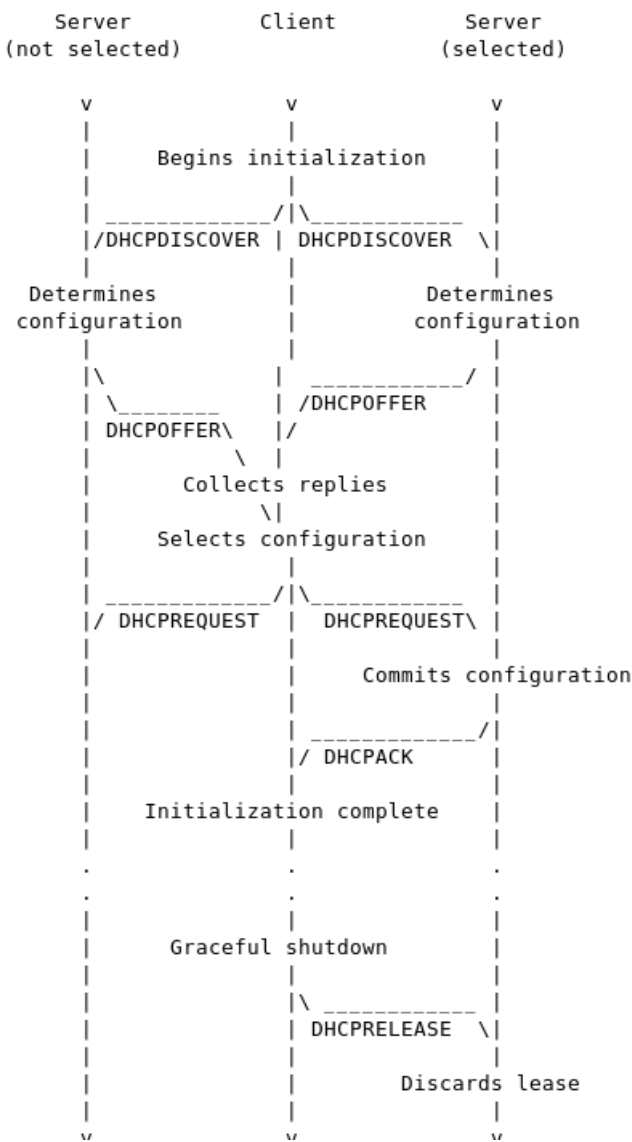 Server Client Server
(not selected) (selected)
v v v
Begins initialization
/DHCPDISCOVER | DHCPDISCOVER \
Determines Determines
configuration configuration
/DHCPOFFER
DHCPOFFER\ |/
Collects replies
Selects configuration
/ DHCPREQUEST | DHCPREQUEST\
Commits configuration
/ DHCPACK
Initialization complete
. . .
. . .
Graceful shutdown
DHCPRELEASE \
Discards lease
v v v